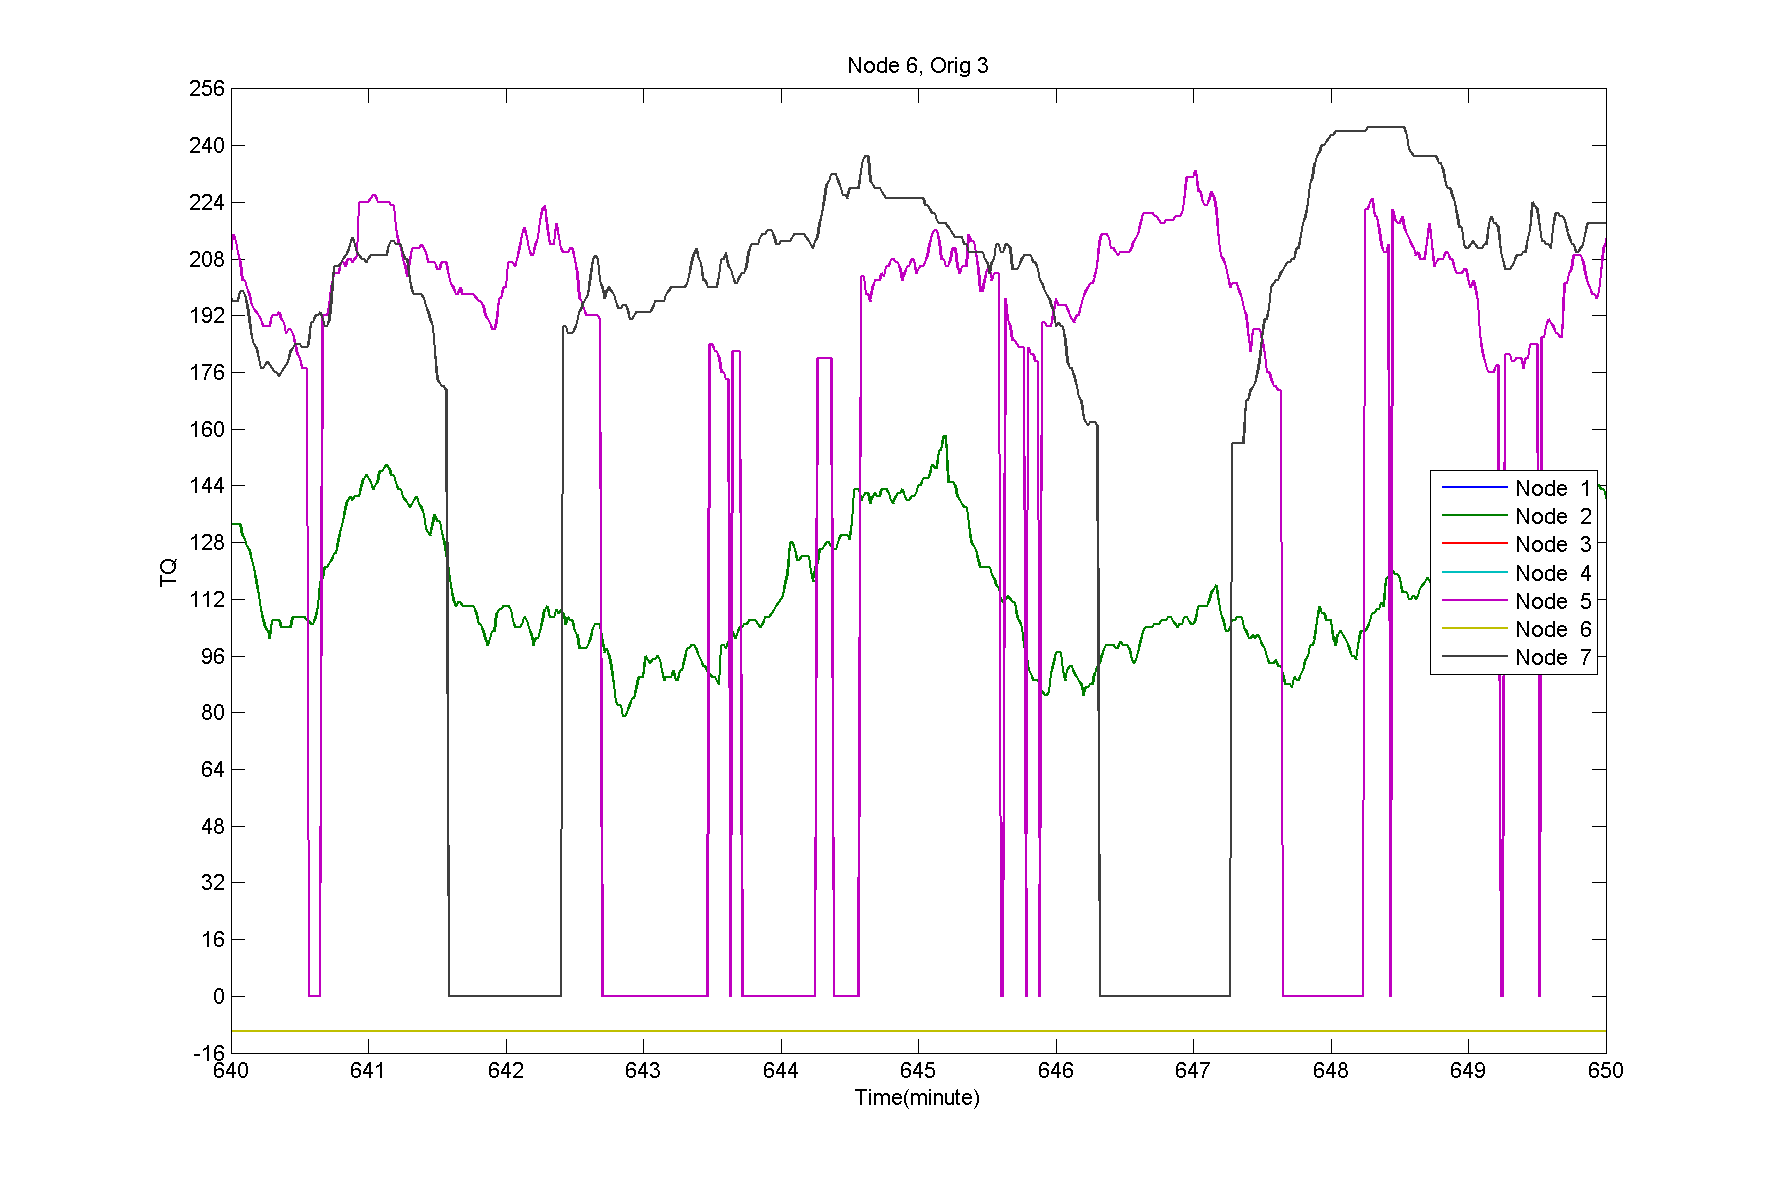 Node 6, Orig 3
256
240
224
208
192
176
160
144
128
112
96
80
64
48
32
16
0
-16
TQ
Node 1
Node 2
Node 3
Node 4
Node 5
Node 6
Node 7
640 641 642 643 644 645 646 647 648 649 650
Time(minute)